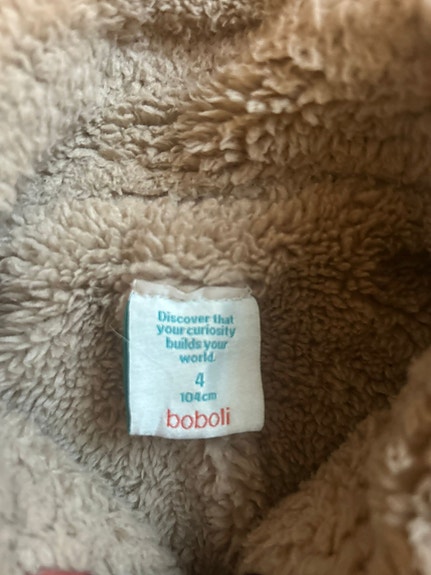 Discover that
your curiosity
builds your
world.
4
104cm
boboli